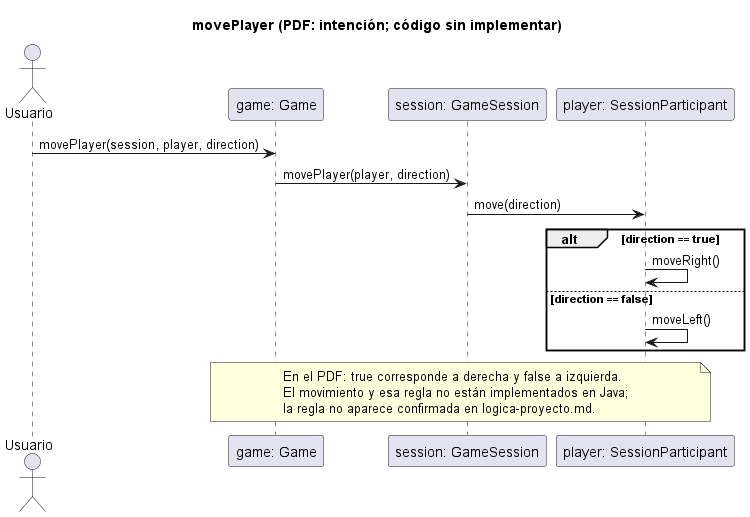 movePlayer (PDF: intención; código sin implementar)
Usuario
game: Game
session: GameSession
player: SessionParticipant
movePlayer(session, player, direction)
movePlayer(player, direction)
move(direction)
alt
[direction == true]
moveRight()
[direction == false]
moveLeft()
En el PDF: true corresponde a derecha y false a izquierda.
El movimiento y esa regla no están implementados en Java;
la regla no aparece confirmada en logica-proyecto.md.
Usuario
game: Game
session: GameSession
player: SessionParticipant